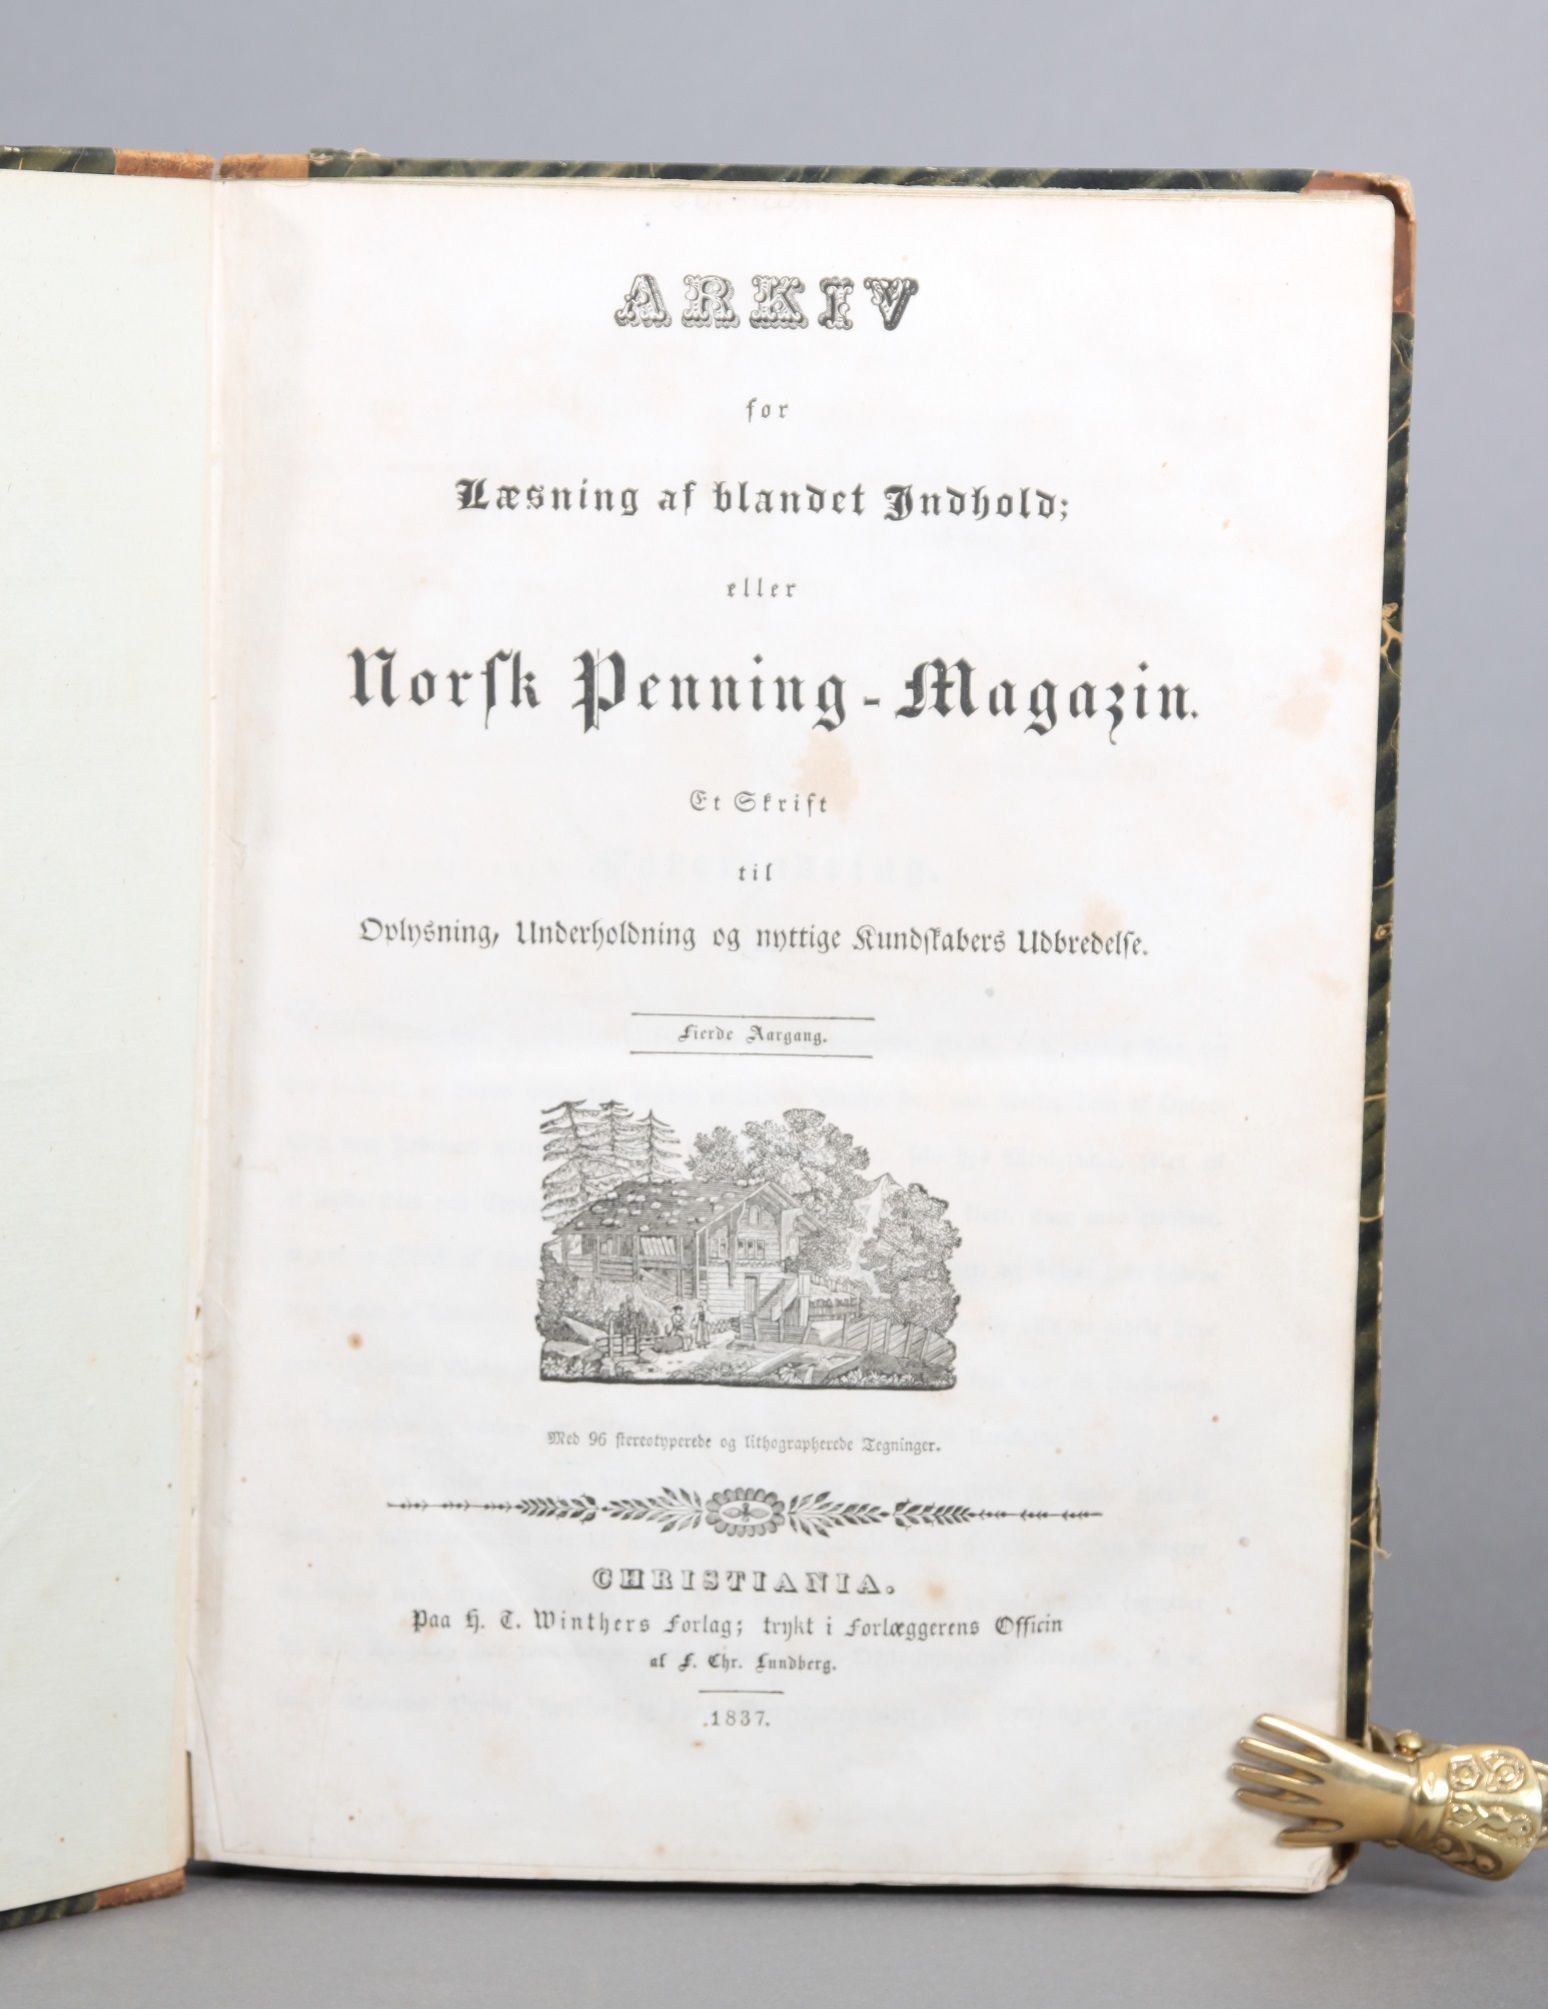 ARKIV
for
Læsning af blandet Indhold;
eller
Norsk Penning-Magazin.
Et Skrift
til
Oplysning, Underholdning og nyttige Kundskabers Udbredelse.
Fierde Aargang.
Med 96 stereotyperede og lithographerede Tegninger.
CHRISTIANIA.
Paa H. T. Winthers Forlag; trykt i Forlæggerens Officin
af F. Chr. Lundberg.
1837.